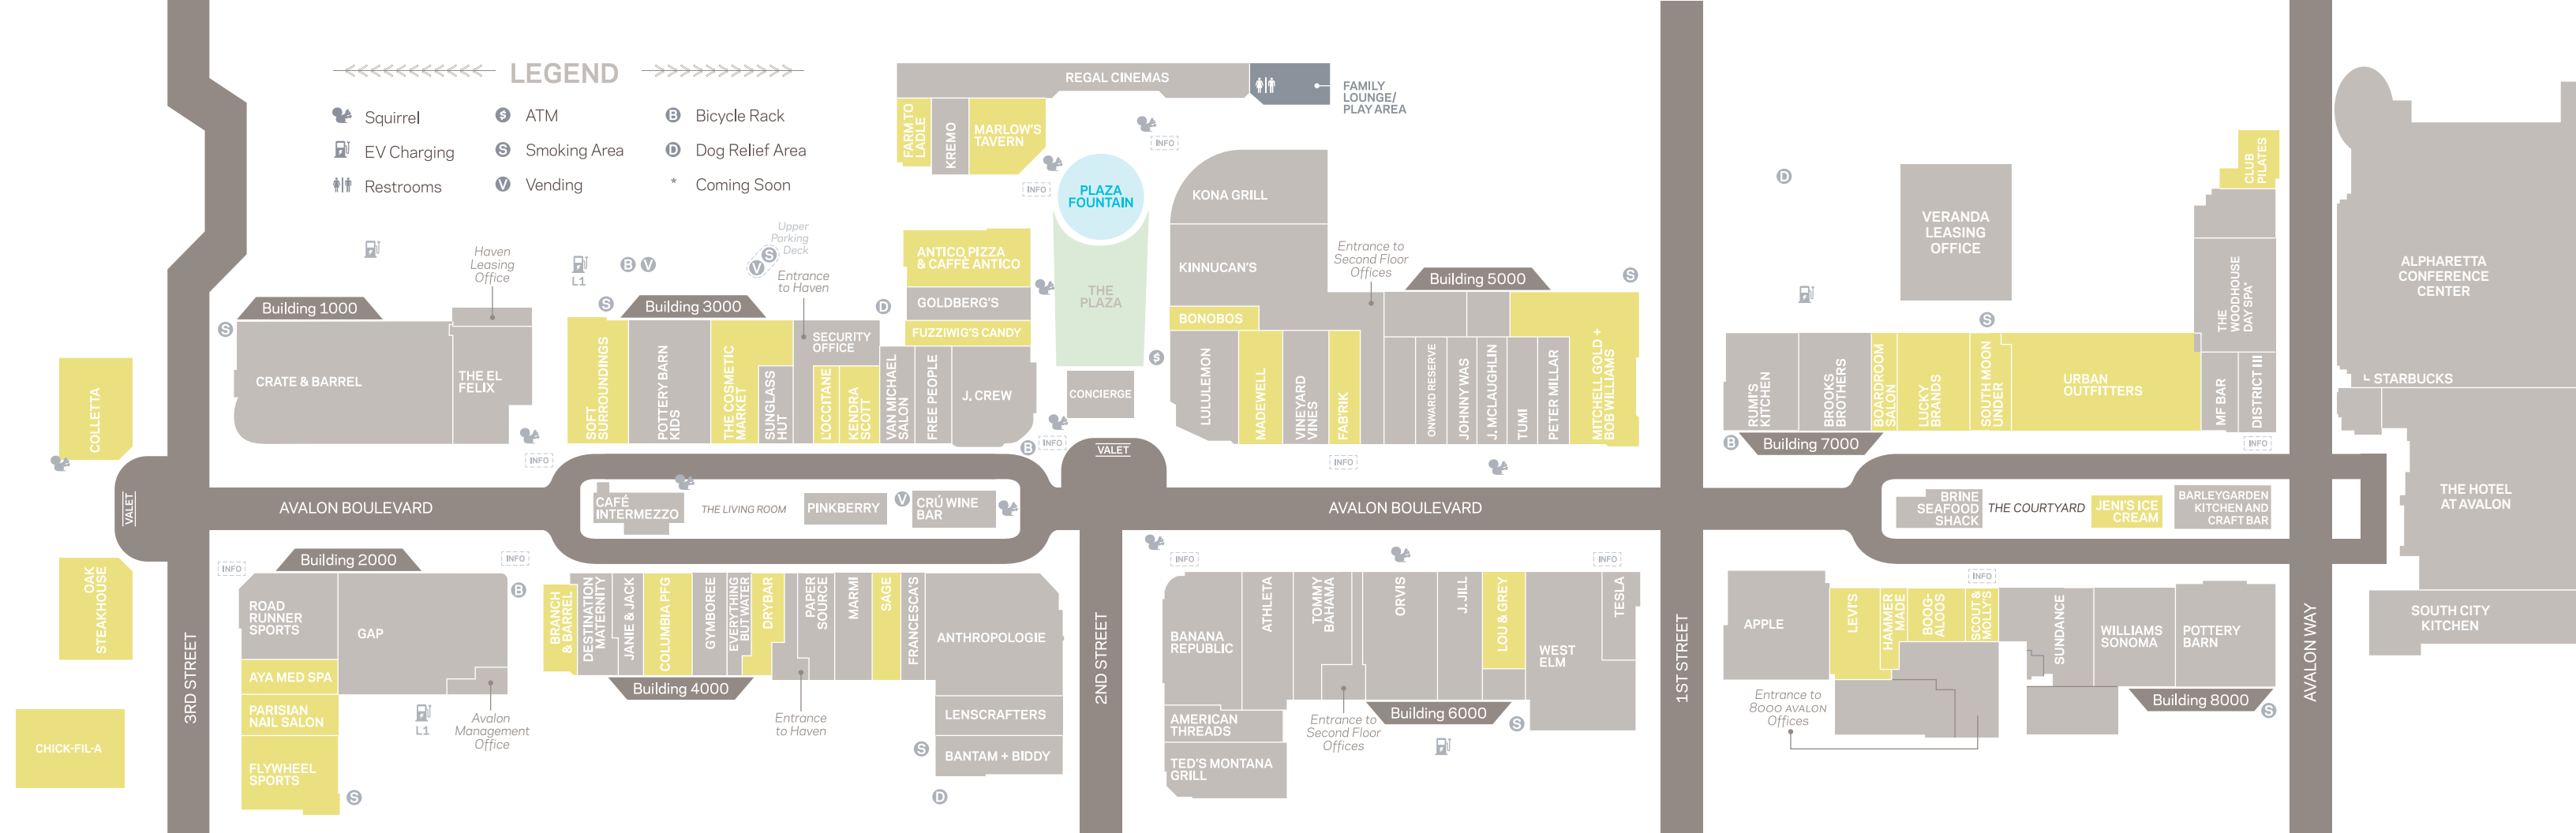 LEGEND
Squirrel
$ ATM
B Bicycle Rack
EV Charging
S Smoking Area
D Dog Relief Area
Restrooms
V Vending
* Coming Soon
REGAL CINEMAS
FAMILY
LOUNGE/
PLAY AREA
FARM TO
LADLE
KREMO
MARLOW'S
TAVERN
INFO
INFO
PLAZA
FOUNTAIN
THE
PLAZA
CONCIERGE
VALET
KONA GRILL
KINNUCAN'S
BONOBOS
$
ANTICO PIZZA
& CAFFÈ ANTICO
GOLDBERG'S
FUZZIWIG'S CANDY
Upper
Parking
Deck
V S
Entrance
to Haven
D
B V
L1
S
Building 3000
SOFT
SURROUNDINGS
POTTERY BARN
KIDS
THE COSMETIC
MARKET
SUNGLASS
HUT
SECURITY
OFFICE
L'OCCITANE
KENDRA
SCOTT
VAN MICHAEL
SALON
FREE PEOPLE
J. CREW
B
INFO
Haven
Leasing
Office
Building 1000
S
CRATE & BARREL
THE EL
FELIX
INFO
COLLETTA
VALET
OAK
STEAKHOUSE
CHICK-FIL-A
3RD STREET
AVALON BOULEVARD
CAFÉ
INTERMEZZO
THE LIVING ROOM
PINKBERRY
V
CRÚ WINE
BAR
Building 2000
INFO
INFO
B
ROAD
RUNNER
SPORTS
GAP
AYA MED SPA
PARISIAN
NAIL SALON
FLYWHEEL
SPORTS
S
L1
Avalon
Management
Office
BRANCH
& BARREL
DESTINATION
MATERNITY
JANIE & JACK
COLUMBIA PFG
GYMBOREE
EVERYTHING
BUT WATER
DRYBAR
PAPER
SOURCE
MARMI
SAGE
FRANCESCA'S
ANTHROPOLOGIE
Building 4000
Entrance
to Haven
LENSCRAFTERS
BANTAM + BIDDY
S
D
2ND STREET
Entrance to
Second Floor
Offices
Building 5000
S
LULULEMON
MADEWELL
VINEYARD
VINES
FAB'RIK
ONWARD RESERVE
JOHNNY WAS
J. MCLAUGHLIN
TUMI
PETER MILLAR
MITCHELL GOLD +
BOB WILLIAMS
INFO
AVALON BOULEVARD
INFO
INFO
BANANA
REPUBLIC
ATHLETA
TOMMY
BAHAMA
ORVIS
J. JILL
LOU & GREY
WEST
ELM
TESLA
AMERICAN
THREADS
TED'S MONTANA
GRILL
Entrance to
Second Floor
Offices
Building 6000
S
1ST STREET
D
VERANDA
LEASING
OFFICE
S
CLUB
PILATES
THE
WOODHOUSE
DAY SPA*
RUMI'S
KITCHEN
BROOKS
BROTHERS
BOARDROOM
SALON
LUCKY
BRANDS
SOUTH MOON
UNDER
URBAN
OUTFITTERS
MF BAR
DISTRICT III
B
Building 7000
INFO
BRINE
SEAFOOD
SHACK
THE COURTYARD
JENI'S ICE
CREAM
BARLEYGARDEN
KITCHEN AND
CRAFT BAR
INFO
APPLE
LEVI'S
HAMMER
MADE
BOOG-
ALOOS
SCOUT &
MOLLY'S
SUNDANCE
WILLIAMS
SONOMA
POTTERY
BARN
Entrance to
8000 AVALON
Offices
Building 8000
S
AVALON WAY
ALPHARETTA
CONFERENCE
CENTER
STARBUCKS
THE HOTEL
AT AVALON
SOUTH CITY
KITCHEN